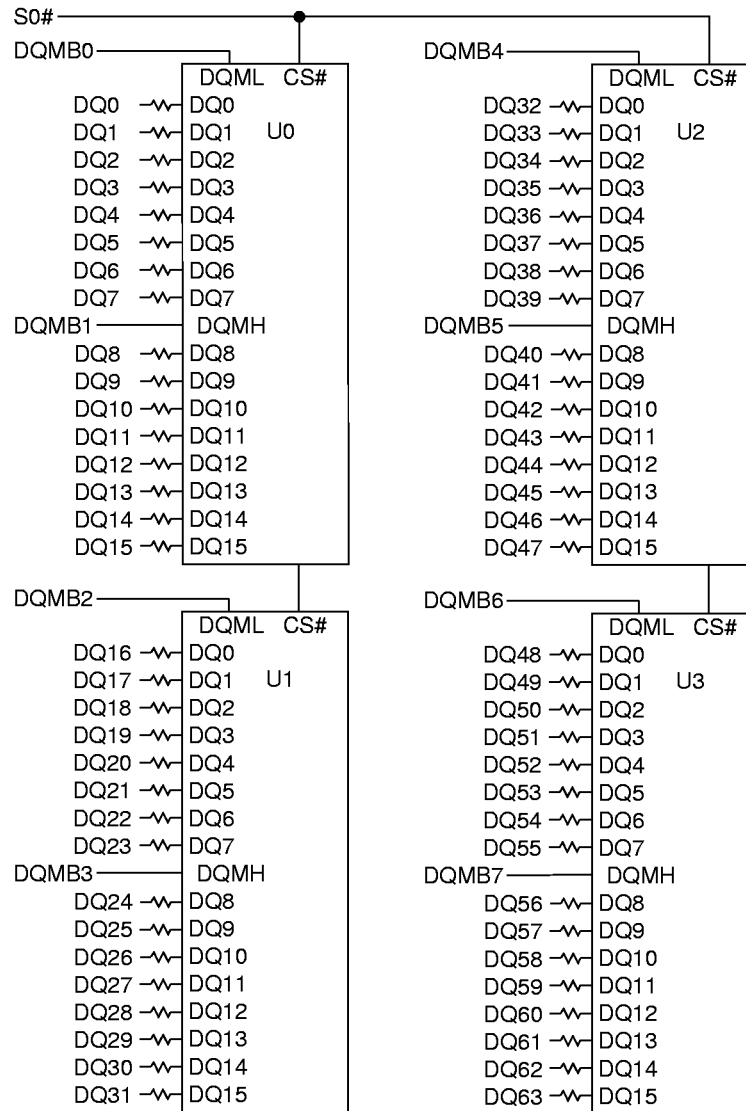 S0#
DQMB0 DQMB4
DQML CS# DQML CS#
DQ0 DQ0 DQ32 DQ0
DQ1 DQ1 U0 DQ33 DQ1 U2
DQ2 DQ2 DQ34 DQ2
DQ3 DQ3 DQ35 DQ3
DQ4 DQ4 DQ36 DQ4
DQ5 DQ5 DQ37 DQ5
DQ6 DQ6 DQ38 DQ6
DQ7 DQ7 DQ39 DQ7
DQMB1 DQMH DQMB5 DQMH
DQ8 DQ8 DQ40 DQ8
DQ9 DQ9 DQ41 DQ9
DQ10 DQ10 DQ42 DQ10
DQ11 DQ11 DQ43 DQ11
DQ12 DQ12 DQ44 DQ12
DQ13 DQ13 DQ45 DQ13
DQ14 DQ14 DQ46 DQ14
DQ15 DQ15 DQ47 DQ15
DQMB2 DQMB6
DQML CS# DQML CS#
DQ16 DQ0 DQ48 DQ0
DQ17 DQ1 U1 DQ49 DQ1 U3
DQ18 DQ2 DQ50 DQ2
DQ19 DQ3 DQ51 DQ3
DQ20 DQ4 DQ52 DQ4
DQ21 DQ5 DQ53 DQ5
DQ22 DQ6 DQ54 DQ6
DQ23 DQ7 DQ55 DQ7
DQMB3 DQMH DQMB7 DQMH
DQ24 DQ8 DQ56 DQ8
DQ25 DQ9 DQ57 DQ9
DQ26 DQ10 DQ58 DQ10
DQ27 DQ11 DQ59 DQ11
DQ28 DQ12 DQ60 DQ12
DQ29 DQ13 DQ61 DQ13
DQ30 DQ14 DQ62 DQ14
DQ31 DQ15 DQ63 DQ15